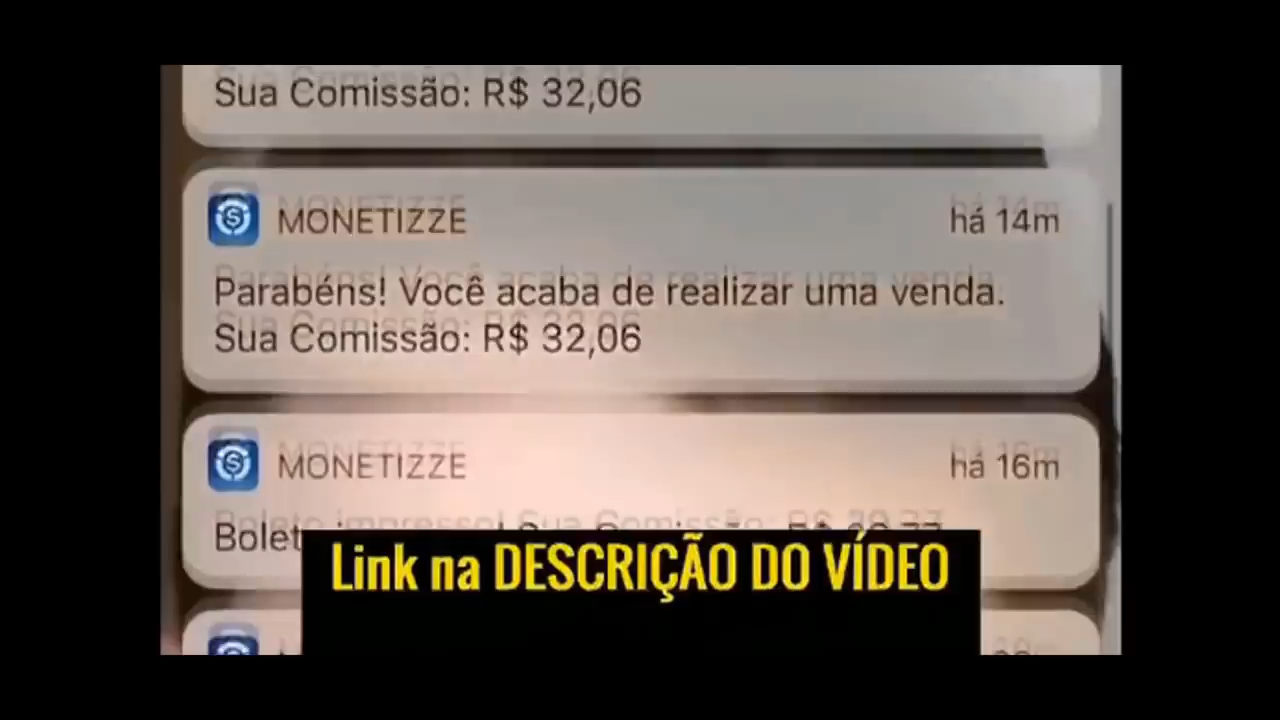 Sua Comissão: R$ 32,06
MONETIZZE há 14m
Parabéns! Você acaba de realizar uma venda.
Sua Comissão: R$ 32,06
MONETIZZE há 16m
Link na DESCRIÇÃO DO VÍDEO